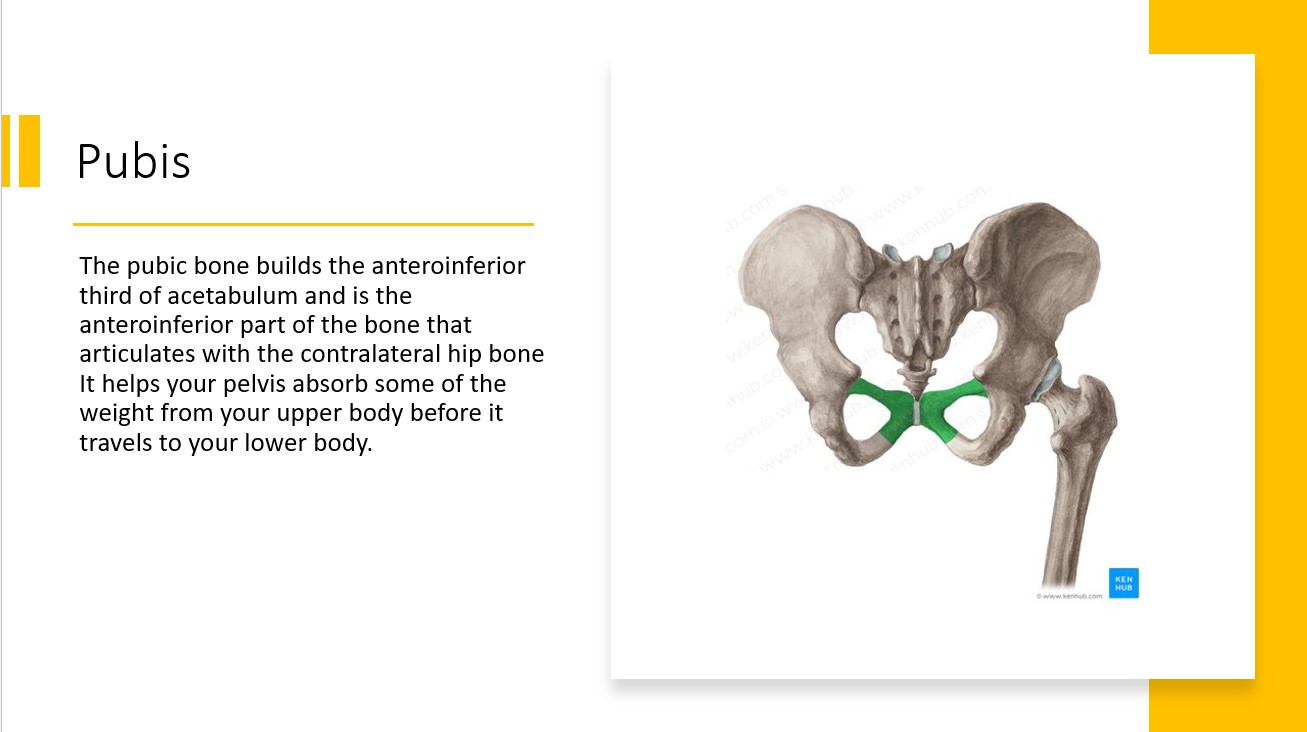 Pubis
The pubic bone builds the anteroinferior
third of acetabulum and is the
anteroinferior part of the bone that
articulates with the contralateral hip bone
It helps your pelvis absorb some of the
weight from your upper body before it
travels to your lower body.
KEN
HUB
© www.kenhub.com